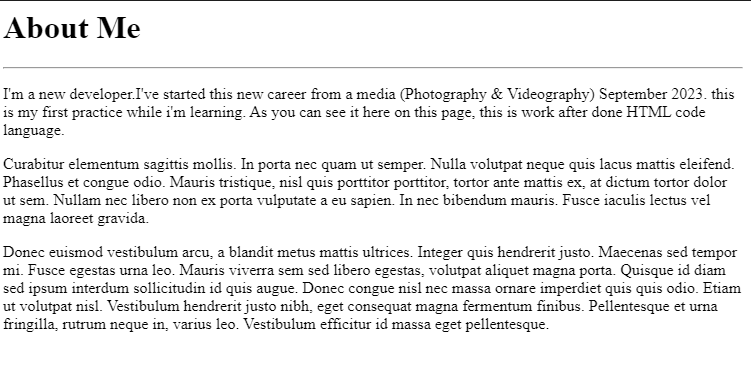 About Me
I'm a new developer.I've started this new career from a media (Photography & Videography) September 2023. this
is my first practice while i'm learning. As you can see it here on this page, this is work after done HTML code
language.
Curabitur elementum sagittis mollis. In porta nec quam ut semper. Nulla volutpat neque quis lacus mattis eleifend.
Phasellus et congue odio. Mauris tristique, nisl quis porttitor porttitor, tortor ante mattis ex, at dictum tortor dolor
ut sem. Nullam nec libero non ex porta vulputate a eu sapien. In nec bibendum mauris. Fusce iaculis lectus vel
magna laoreet gravida.
Donec euismod vestibulum arcu, a blandit metus mattis ultrices. Integer quis hendrerit justo. Maecenas sed tempor
mi. Fusce egestas urna leo. Mauris viverra sem sed libero egestas, volutpat aliquet magna porta. Quisque id diam
sed ipsum interdum sollicitudin id quis augue. Donec congue nisl nec massa ornare imperdiet quis quis odio. Etiam
ut volutpat nisl. Vestibulum hendrerit justo nibh, eget consequat magna fermentum finibus. Pellentesque et urna
fringilla, rutrum neque in, varius leo. Vestibulum efficitur id massa eget pellentesque.